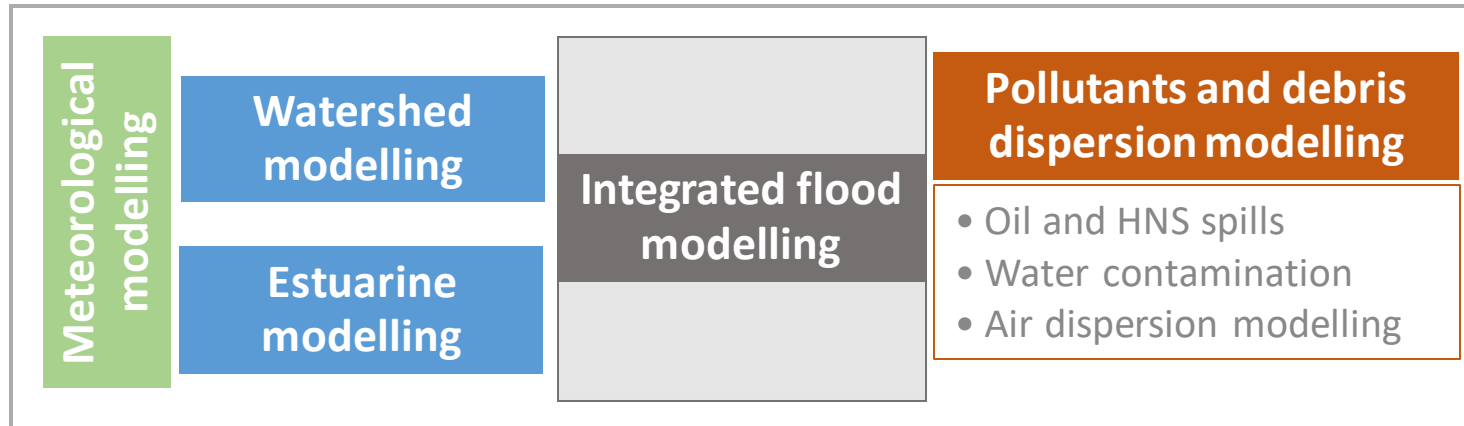 Meteorological
modelling
Watershed
modelling
Estuarine
modelling
Integrated flood
modelling
Pollutants and debris
dispersion modelling
• Oil and HNS spills
• Water contamination
• Air dispersion modelling